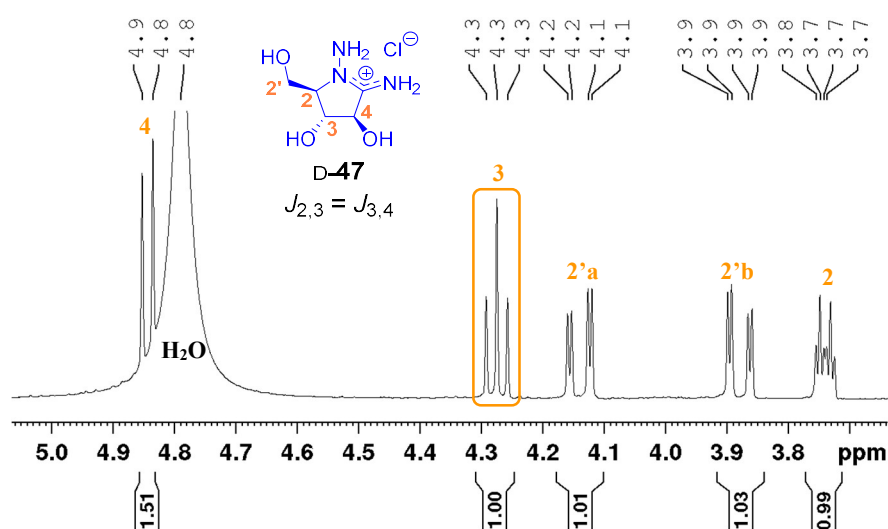 4.9 4.8 4.8 4.3 4.3 4.3 4.2 4.2 4.1 4.1 3.9 3.9 3.9 3.9 3.8 3.7 3.7 3.7
NH₂ Cl⊖
HO
N ⊕ NH₂
2' 2 4
3
HO OH
4
D-47
J2,3 = J3,4
3
2'a
2'b
2
H₂O
5.0 4.9 4.8 4.7 4.6 4.5 4.4 4.3 4.2 4.1 4.0 3.9 3.8 ppm
1.51 1.00 1.01 1.03 0.99